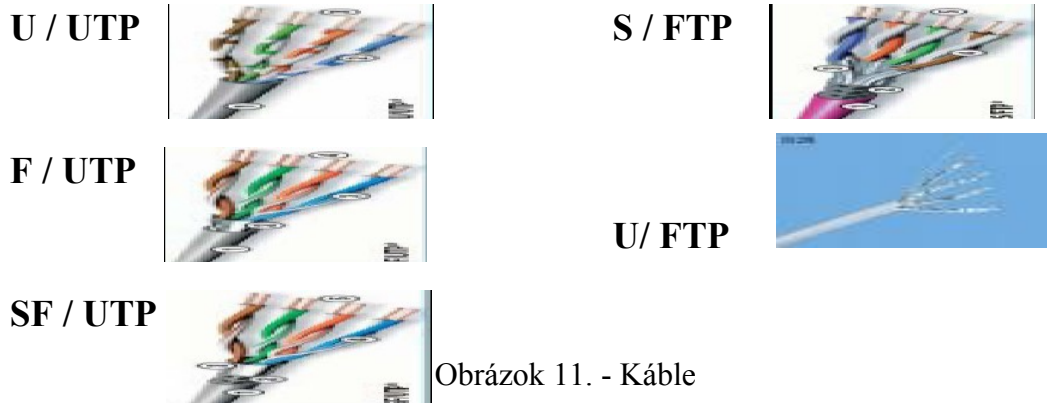 U / UTP
S / FTP
F / UTP
U/ FTP
SF / UTP
Obrázok 11. - Káble